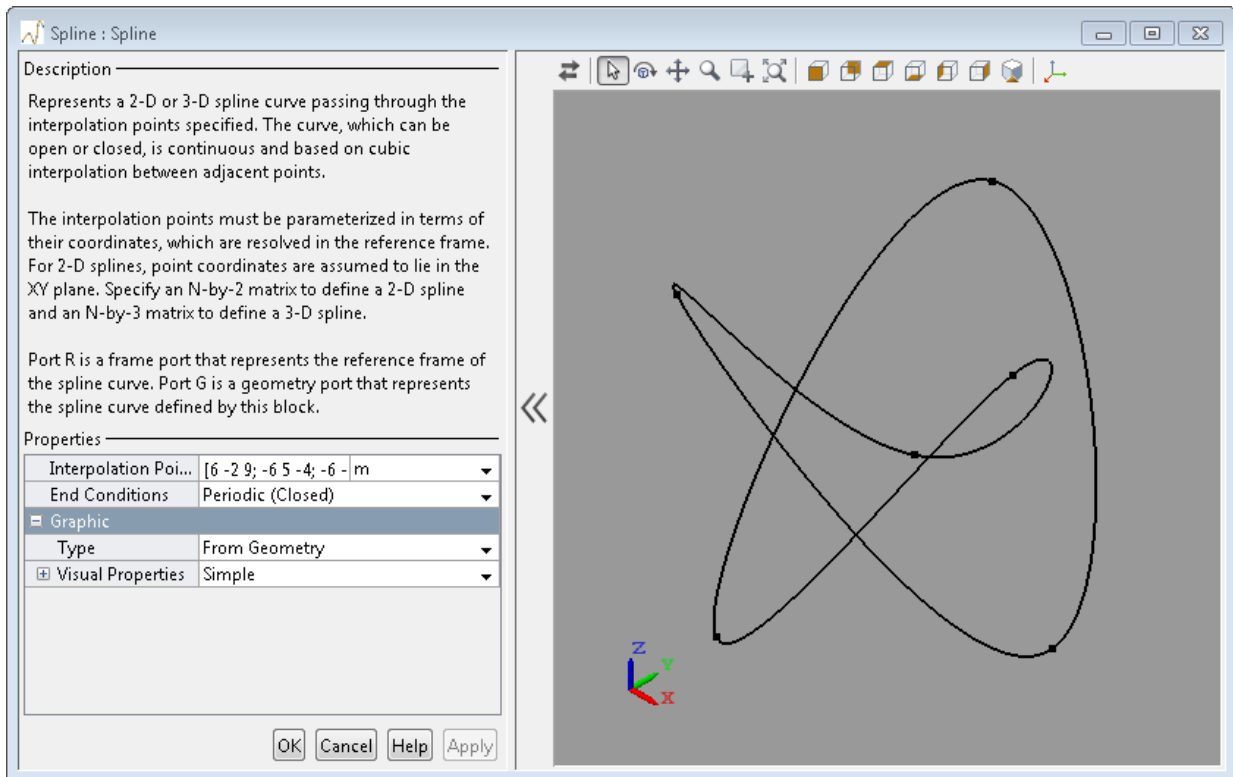 Spline : Spline
Description
Represents a 2-D or 3-D spline curve passing through the
interpolation points specified. The curve, which can be
open or closed, is continuous and based on cubic
interpolation between adjacent points.
The interpolation points must be parameterized in terms of
their coordinates, which are resolved in the reference frame.
For 2-D splines, point coordinates are assumed to lie in the
XY plane. Specify an N-by-2 matrix to define a 2-D spline
and an N-by-3 matrix to define a 3-D spline.
Port R is a frame port that represents the reference frame of
the spline curve. Port G is a geometry port that represents
the spline curve defined by this block.
Properties
Interpolation Poi... [6 -2 9; -6 5 -4; -6 - m
End Conditions Periodic (Closed)
Graphic
Type From Geometry
Visual Properties Simple
OK Cancel Help Apply
Z
Y
X